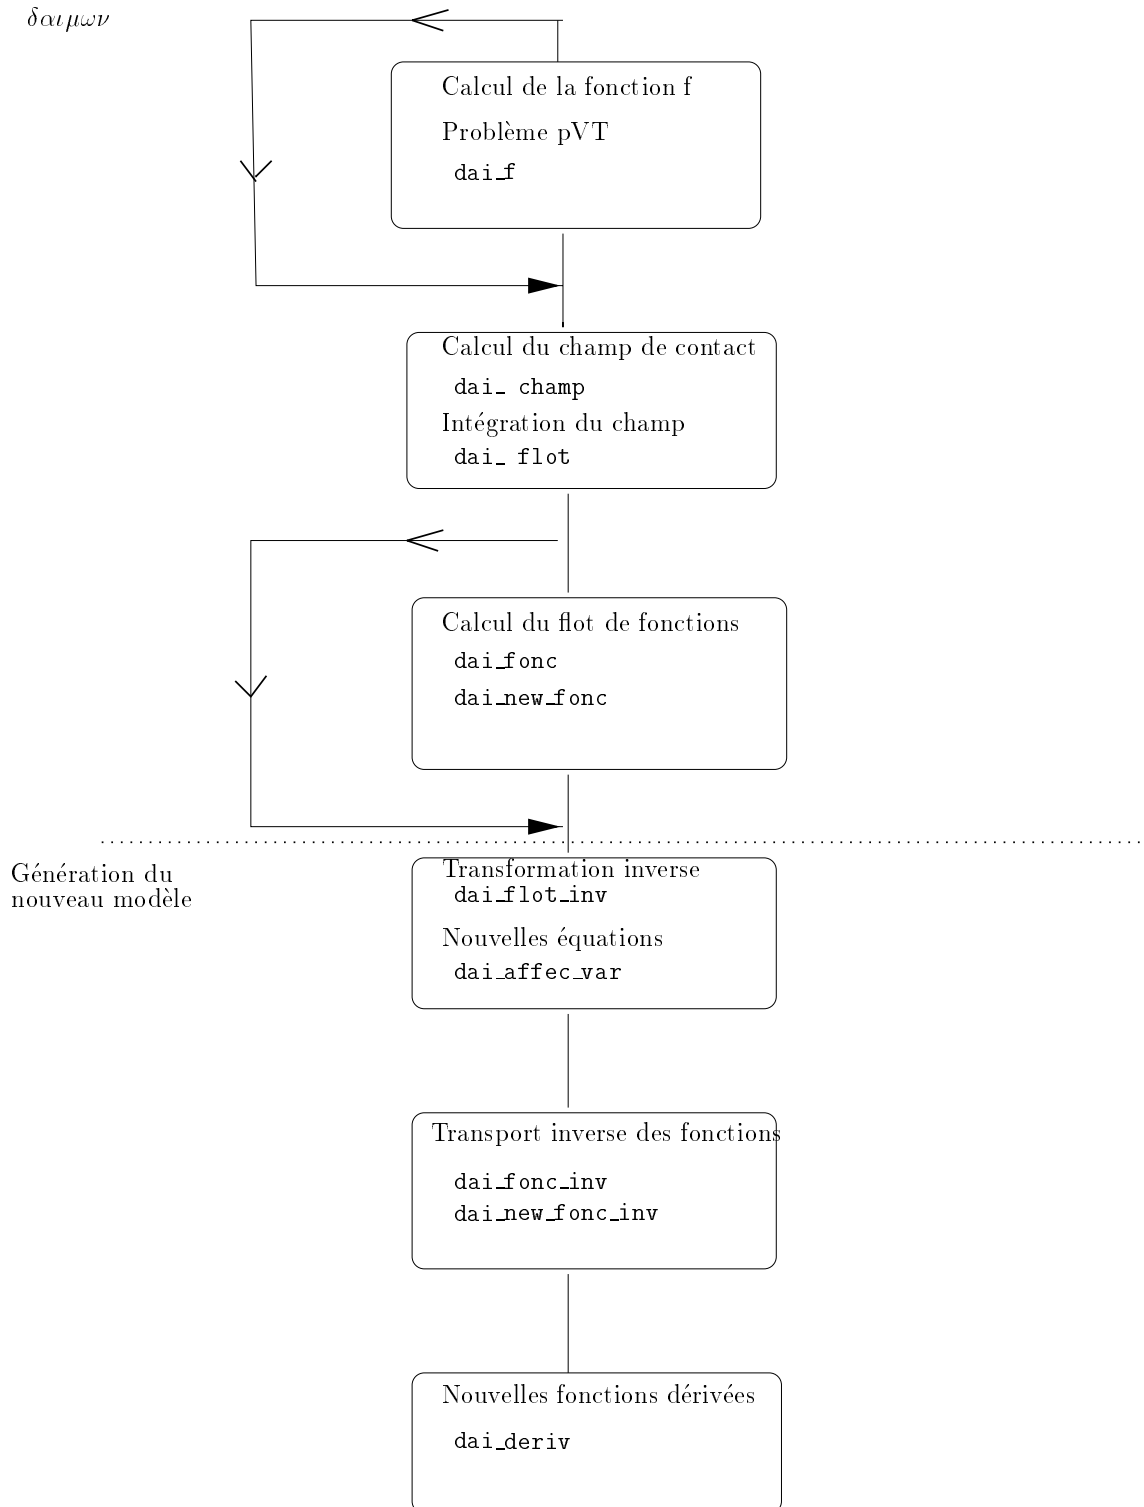 δαιμων
Calcul de la fonction f
Problème pVT
dai_f
Calcul du champ de contact
dai_ champ
Intégration du champ
dai_ flot
Calcul du flot de fonctions
dai_fonc
dai_new_fonc
Génération du
nouveau modèle
Transformation inverse
dai_flot_inv
Nouvelles équations
dai_affec_var
Transport inverse des fonctions
dai_fonc_inv
dai_new_fonc_inv
Nouvelles fonctions dérivées
dai_deriv